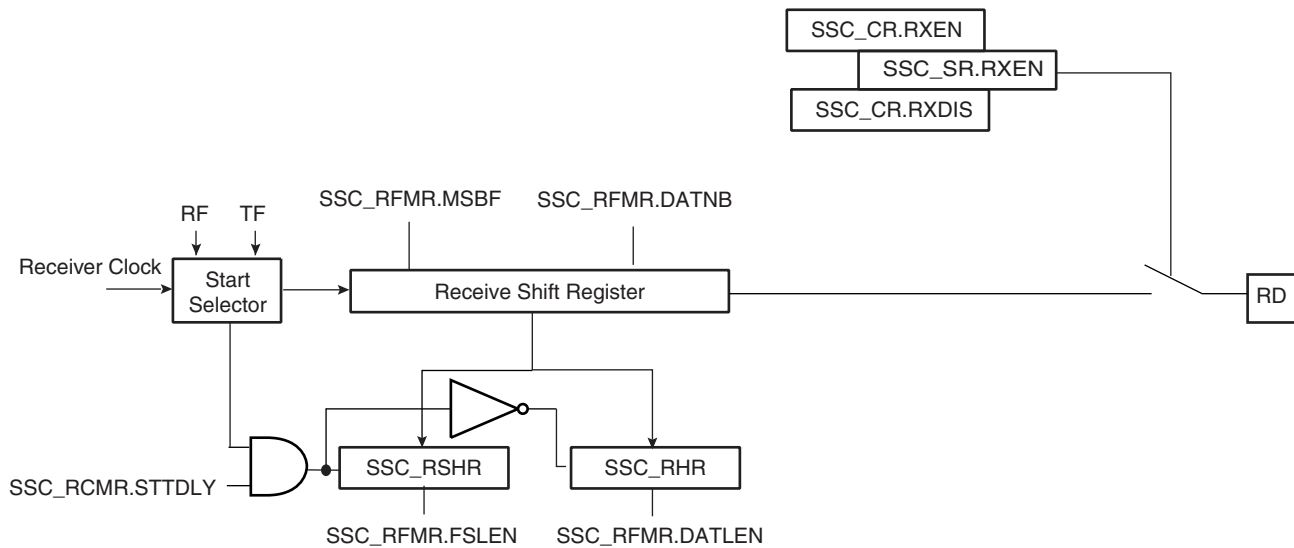 SSC_CR.RXEN
SSC_SR.RXEN
SSC_CR.RXDIS
SSC_RFMR.MSBF
SSC_RFMR.DATNB
RF
TF
Receiver Clock
Start
Selector
Receive Shift Register
RD
SSC_RSHR
SSC_RHR
SSC_RCMR.STTDLY
SSC_RFMR.FSLEN
SSC_RFMR.DATLEN